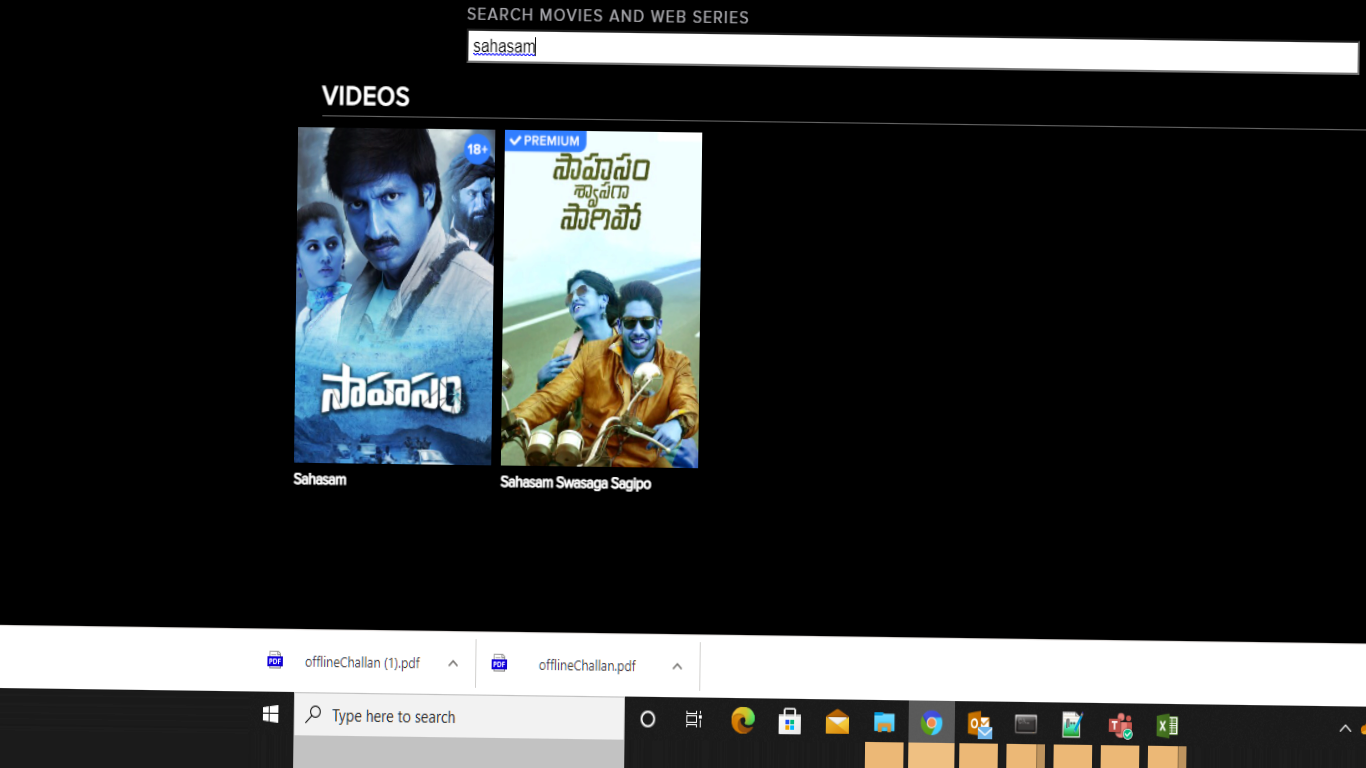 SEARCH MOVIES AND WEB SERIES
sahasam
VIDEOS
18+
సాహసం
Sahasam
PREMIUM
సాహసం
శ్వాసగా
సాగిపో
Sahasam Swasaga Sagipo
PDF
offlineChallan (1).pdf
PDF
offlineChallan.pdf
Type here to search